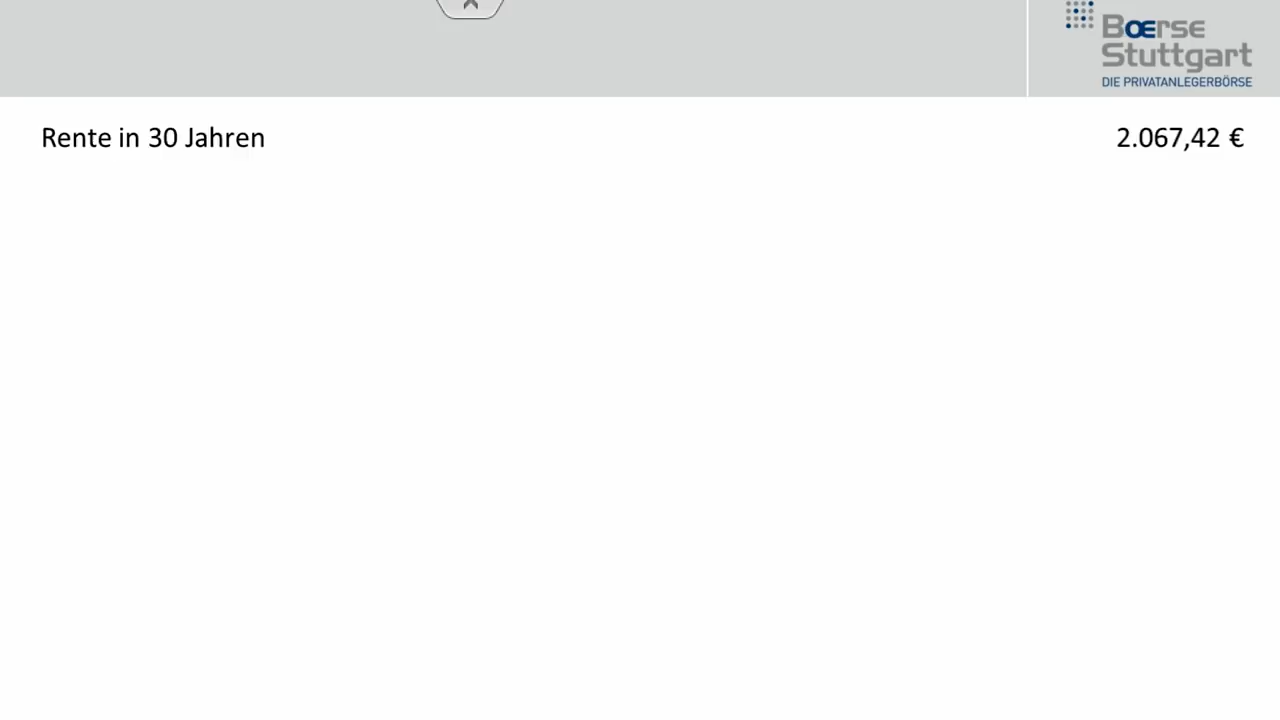 Boerse
Stuttgart
DIE PRIVATANLEGERBÖRSE
Rente in 30 Jahren 2.067,42 €